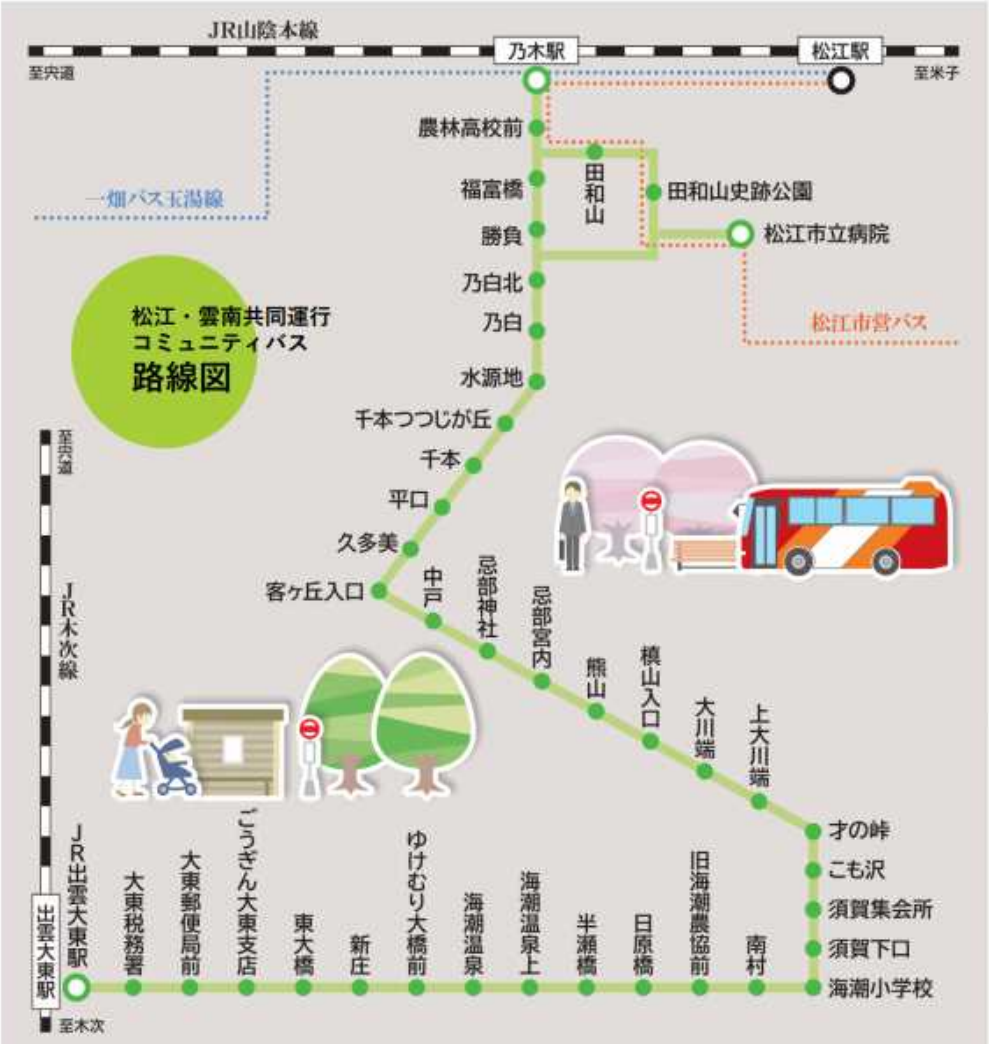 JR山陰本線
乃木駅
松江駅
至宍道
至米子
農林高校前
田和山
福富橋
田和山史跡公園
一畑バス玉湯線
勝負
松江市立病院
乃白北
松江・雲南共同運行
コミュニティバス
路線図
乃白
松江市営バス
水源地
千本つつじが丘
至宍道
千本
平口
久多美
客ヶ丘入口
中戸
忌部神社
忌部宮内
熊山
槙山入口
大川端
上大川端
JR木次線
才の峠
こも沢
須賀集会所
須賀下口
海潮小学校
南村
旧海潮農協前
日原橋
半瀬橋
海潮温泉上
海潮温泉
ゆけむり大橋前
新庄
東大橋
ごうぎん大東支店
大東郵便局前
大東税務署
JR出雲大東駅
出雲大東駅
至木次